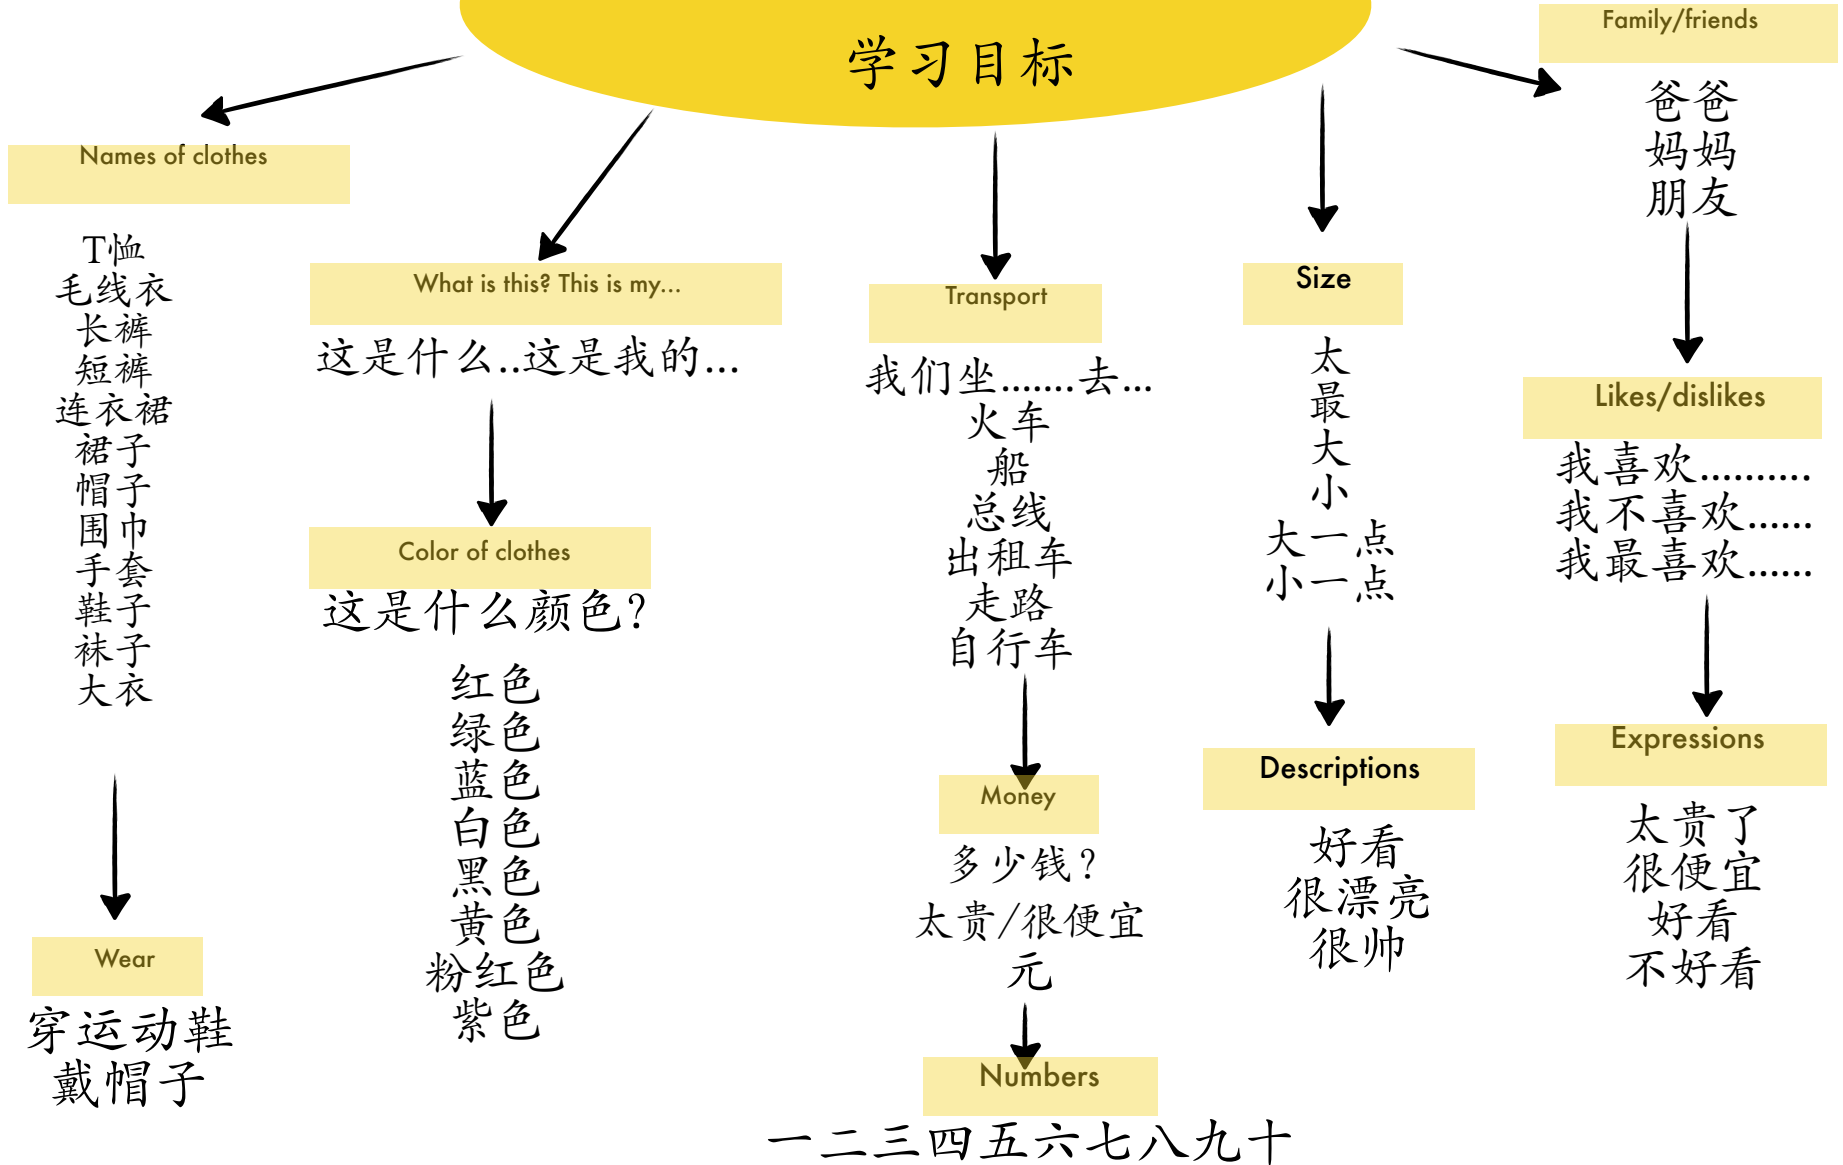 学习目标
Names of clothes
T恤
毛线衣
长裤
短裤
连衣裙
裙子
帽子
围巾
手套
鞋子
袜子
大衣
Wear
穿运动鞋
戴帽子
What is this? This is my...
这是什么..这是我的...
Color of clothes
这是什么颜色?
红色
绿色
蓝色
白色
黑色
黄色
粉红色
紫色
Transport
我们坐.......去...
火车
船
总线
出租车
走路
自行车
Money
多少钱?
太贵/很便宜
元
Numbers
一二三四五六七八九十
Size
太
最
大
小
大一点
小一点
Descriptions
好看
很漂亮
很帅
Family/friends
爸爸
妈妈
朋友
Likes/dislikes
我喜欢..........
我不喜欢......
我最喜欢......
Expressions
太贵了
很便宜
好看
不好看